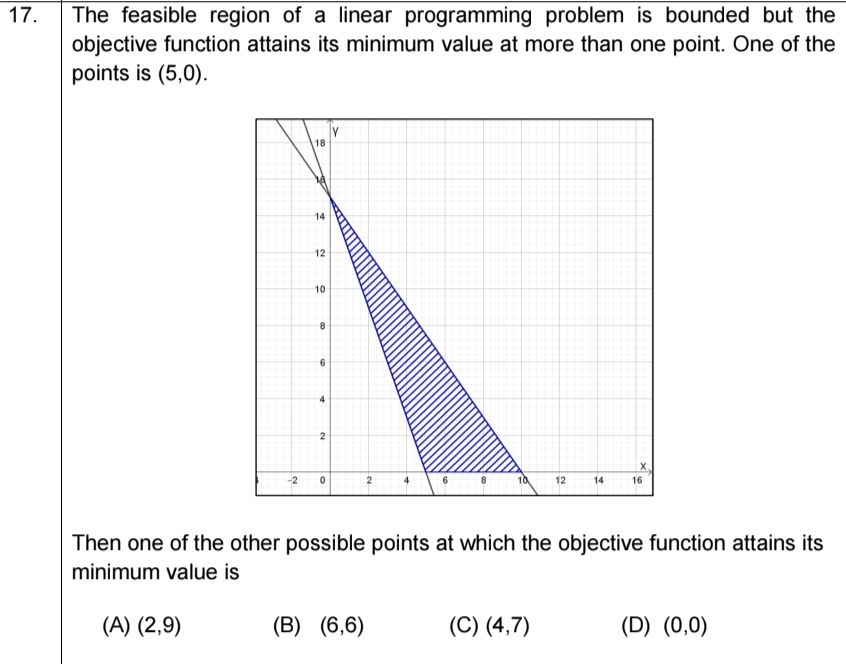 17. The feasible region of a linear programming problem is bounded but the
objective function attains its minimum value at more than one point. One of the
points is (5,0).
Y
18
16
14
12
10
8
6
4
2
X
-2 0 2 4 6 8 10 12 14 16
Then one of the other possible points at which the objective function attains its
minimum value is
(A) (2,9) (B) (6,6) (C) (4,7) (D) (0,0)